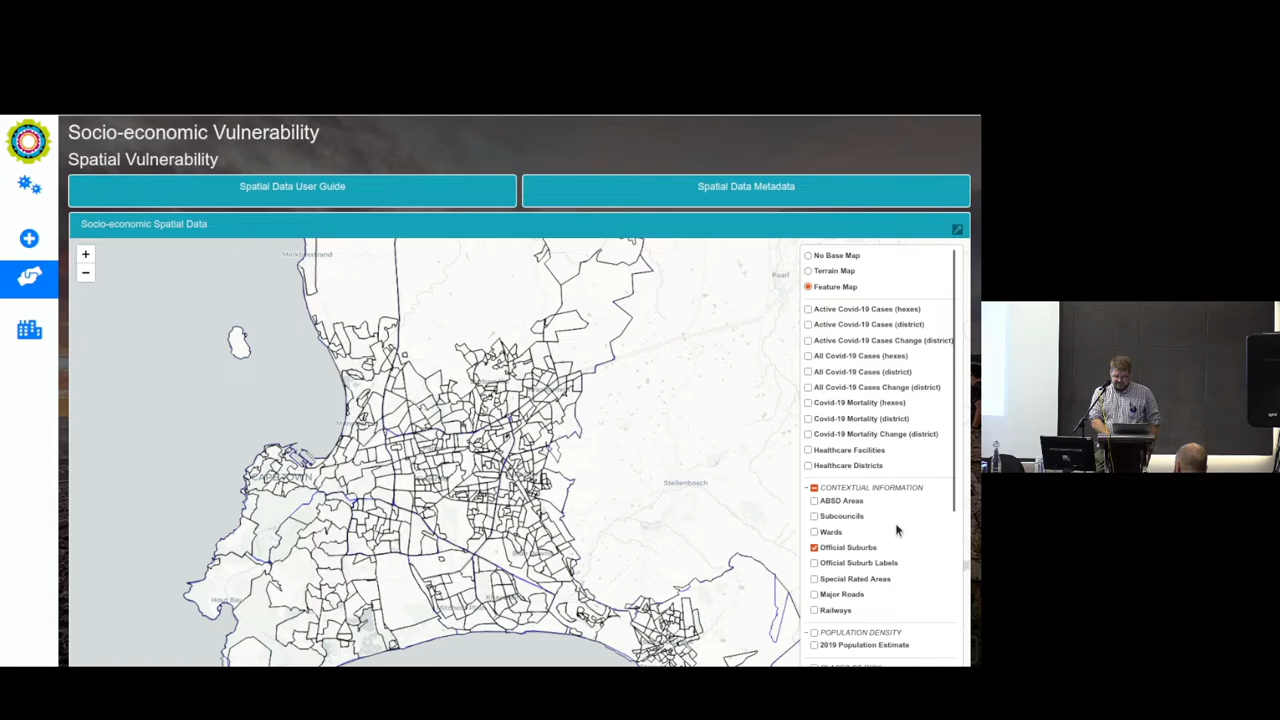 Socio-economic Vulnerability
Spatial Vulnerability
Spatial Data User Guide
Spatial Data Metadata
Socio-economic Spatial Data
+
−
Paarl
Stellenbosch
Hout Bay
No Base Map
Terrain Map
Feature Map
Active Covid-19 Cases (hexes)
Active Covid-19 Cases (district)
Active Covid-19 Cases Change (district)
All Covid-19 Cases (hexes)
All Covid-19 Cases (district)
All Covid-19 Cases Change (district)
Covid-19 Mortality (hexes)
Covid-19 Mortality (district)
Covid-19 Mortality Change (district)
Healthcare Facilities
Healthcare Districts
CONTEXTUAL INFORMATION
ABSD Areas
Subcouncils
Wards
Official Suburbs
Official Suburb Labels
Special Rated Areas
Major Roads
Railways
POPULATION DENSITY
2019 Population Estimate